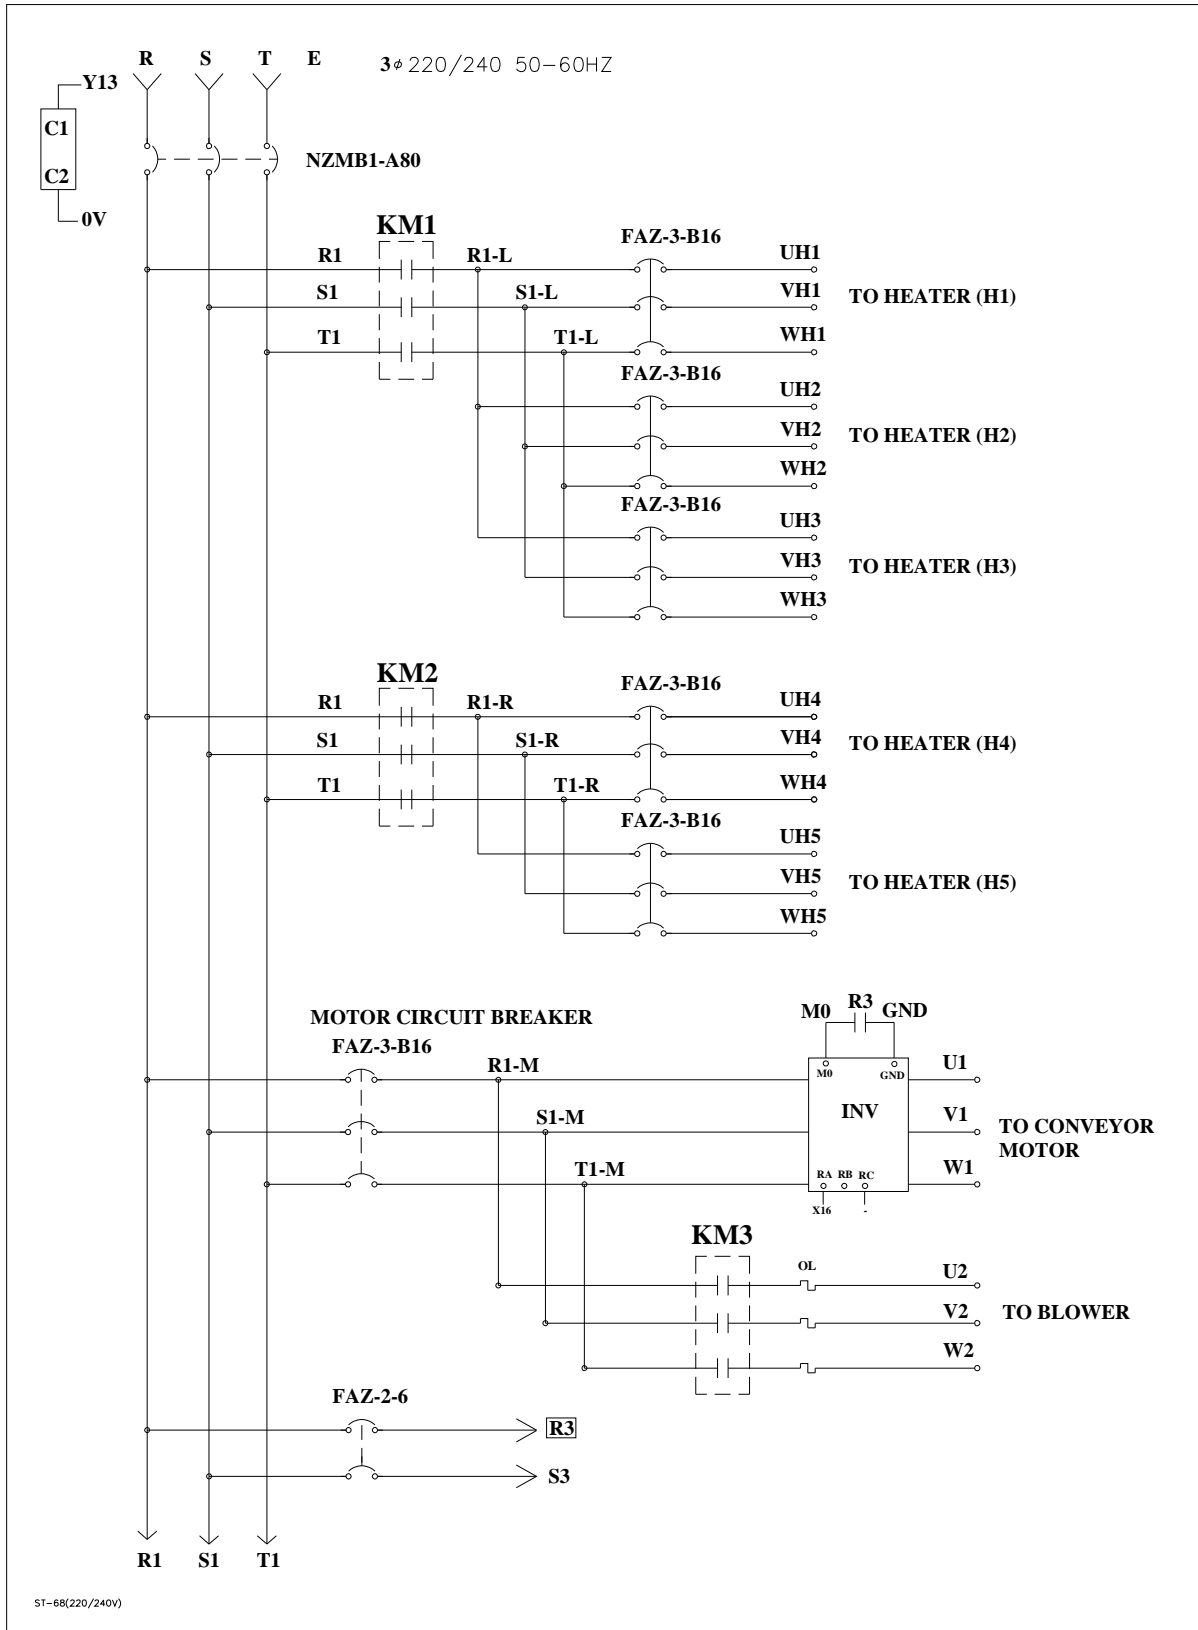 R S T E 3ϕ 220/240 50-60HZ
Y13
C1
C2
0V
NZMB1-A80
KM1
FAZ-3-B16
R1 R1-L UH1
S1 S1-L VH1 TO HEATER (H1)
T1 T1-L WH1
FAZ-3-B16
UH2
VH2 TO HEATER (H2)
WH2
FAZ-3-B16
UH3
VH3 TO HEATER (H3)
WH3
KM2
FAZ-3-B16
R1 R1-R UH4
S1 S1-R VH4 TO HEATER (H4)
T1 T1-R WH4
FAZ-3-B16
UH5
VH5 TO HEATER (H5)
WH5
M0 R3 GND
MOTOR CIRCUIT BREAKER
FAZ-3-B16
R1-M M0 GND U1
S1-M INV V1 TO CONVEYOR
MOTOR
T1-M RA RB RC W1
X16 -
KM3
OL U2
V2 TO BLOWER
W2
FAZ-2-6
R3
S3
R1 S1 T1
ST-68(220/240V)